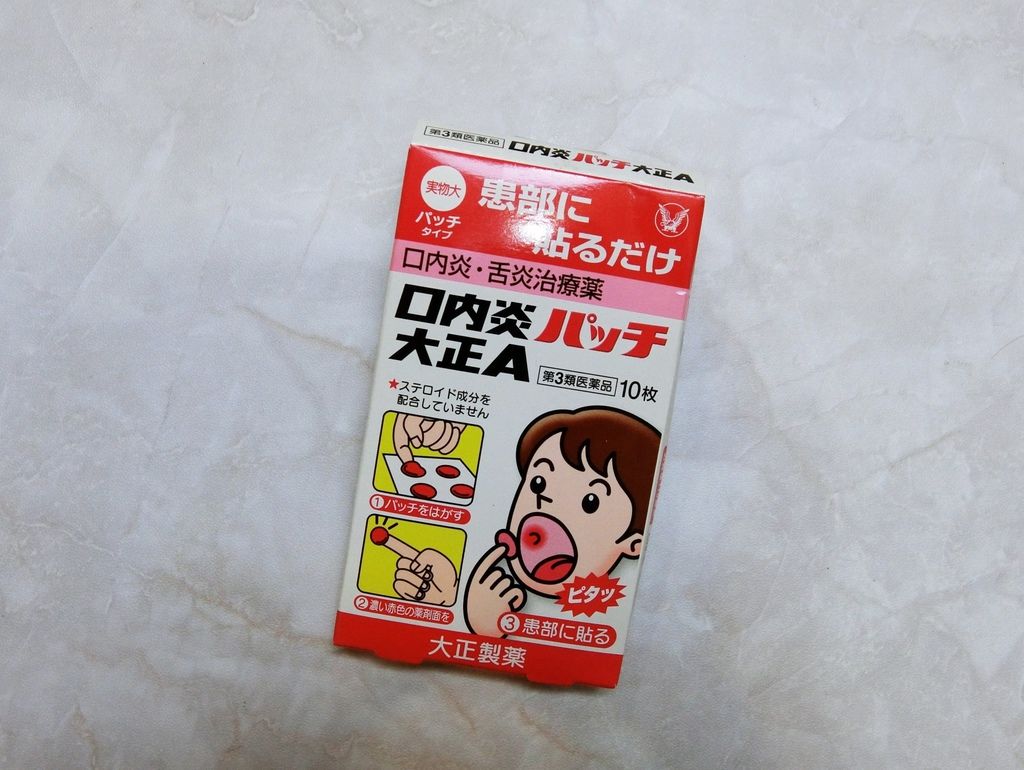 第3類医薬品 口内炎パッチ大正A
実物大
パッチ
タイプ
患部に
貼るだけ
口内炎・舌炎治療薬
口内炎パッチ
大正A
第3類医薬品 10枚
★ステロイド成分を
配合していません
①パッチをはがす
②濃い赤色の薬剤面を
ピタッ
③患部に貼る
大正製薬